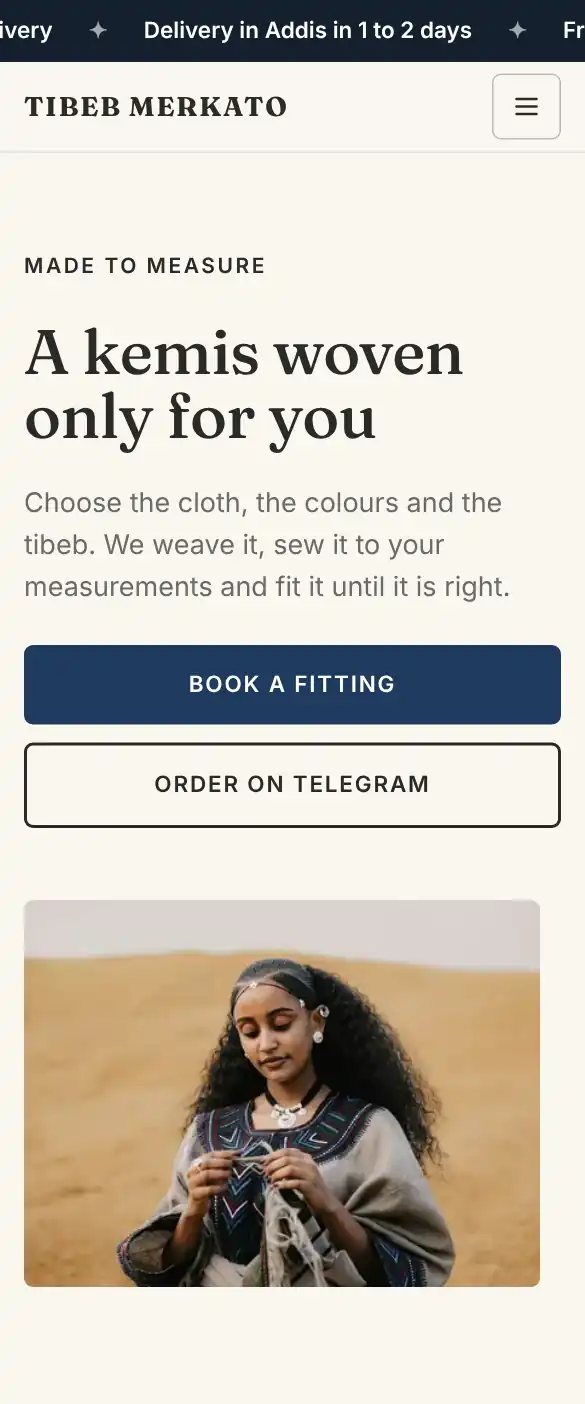 Delivery in Addis in 1 to 2 days
TIBEB MERKATO
MADE TO MEASURE
A kemis woven
only for you
Choose the cloth, the colours and the
tibeb. We weave it, sew it to your
measurements and fit it until it is right.
BOOK A FITTING
ORDER ON TELEGRAM